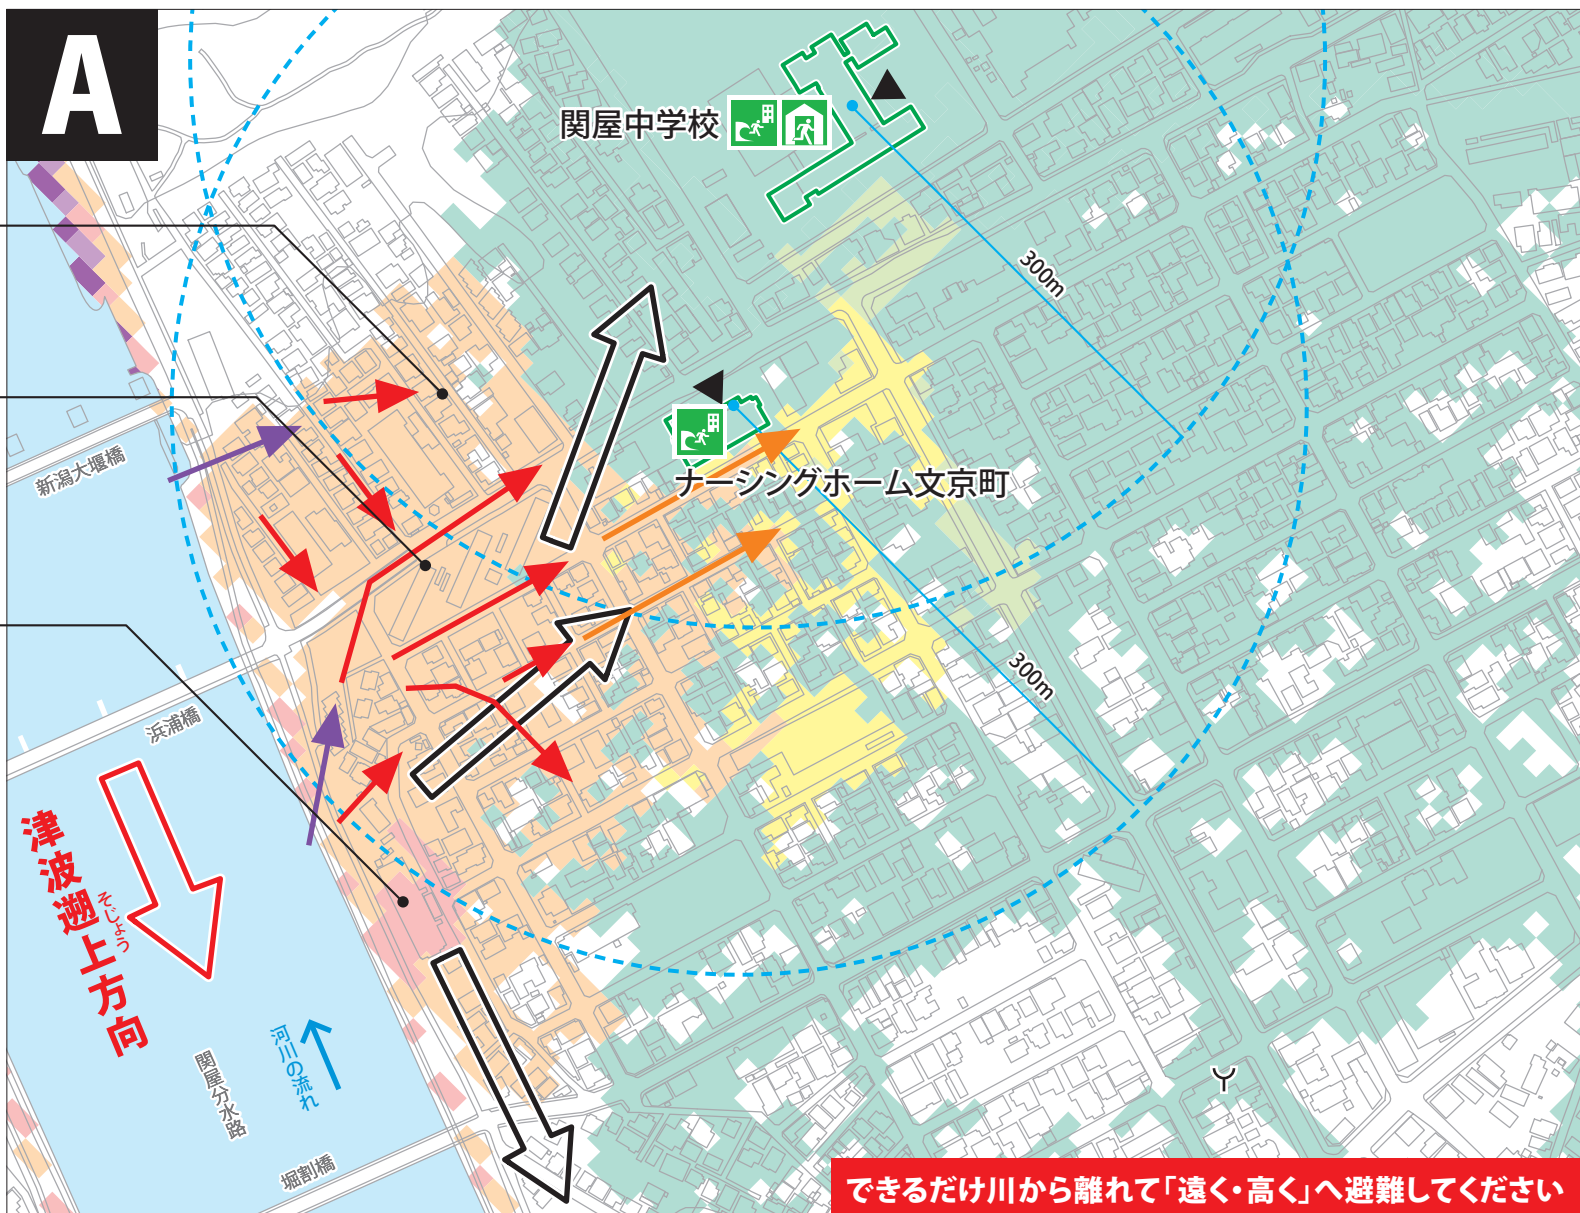 A
関屋中学校
300m
ナーシングホーム文京町
新潟大堰橋
300m
浜浦橋
津波遡上方向
そじょう
河川の流れ
関屋分水路
堀割橋
できるだけ川から離れて「遠く・高く」へ避難してください